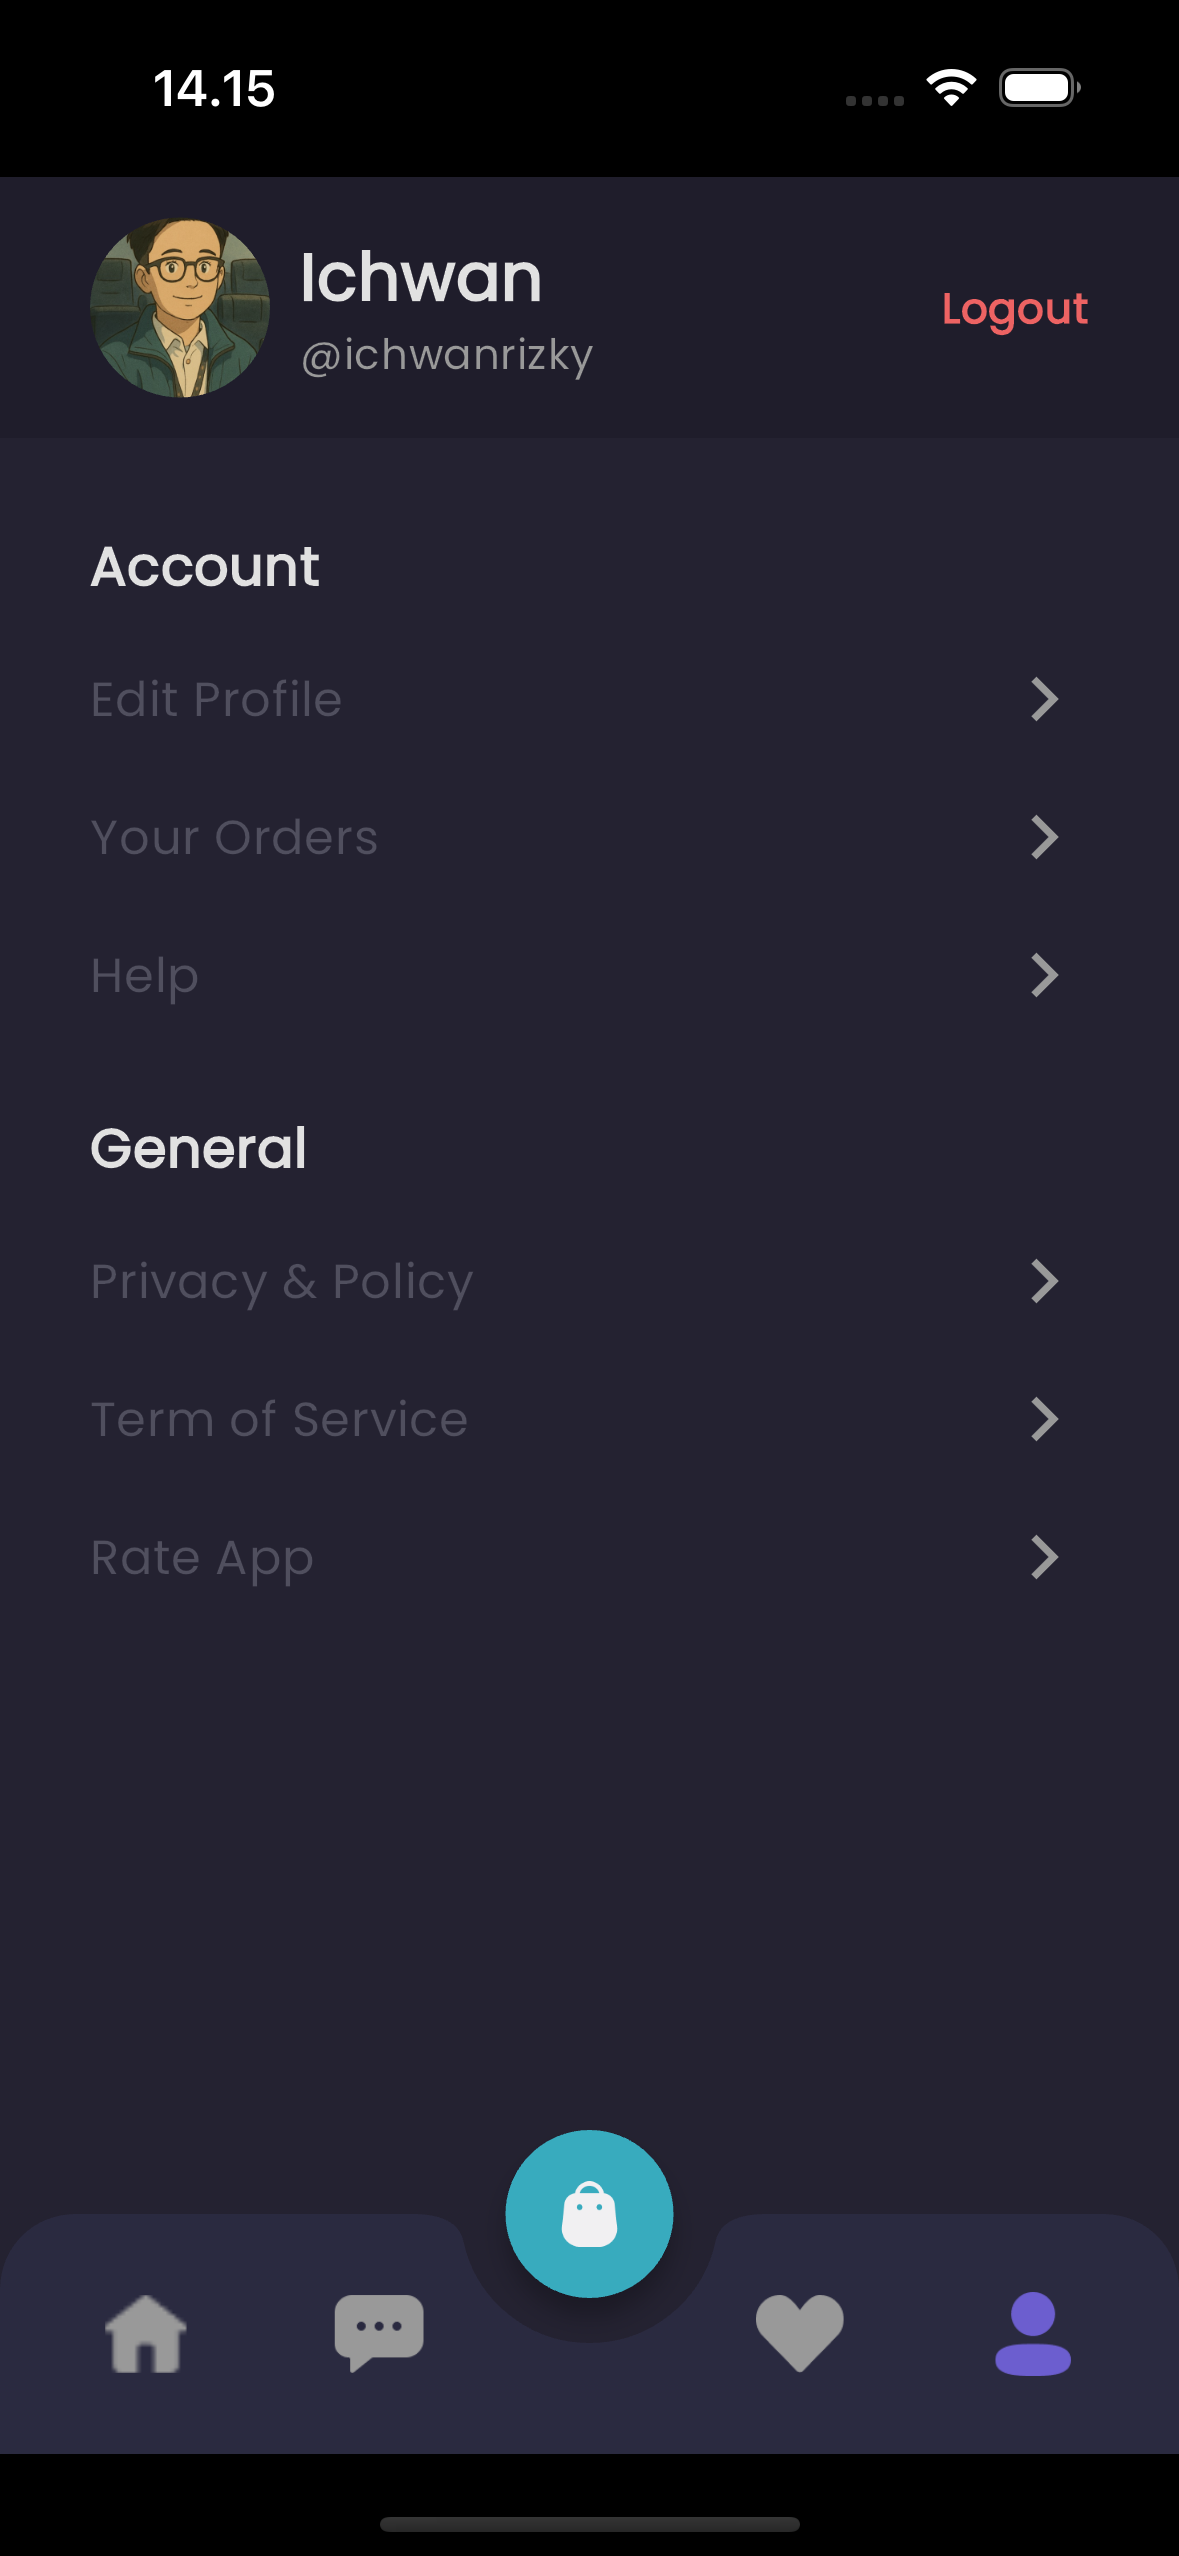 14.15
Ichwan
@ichwanrizky
Logout
Account
Edit Profile
Your Orders
Help
General
Privacy & Policy
Term of Service
Rate App